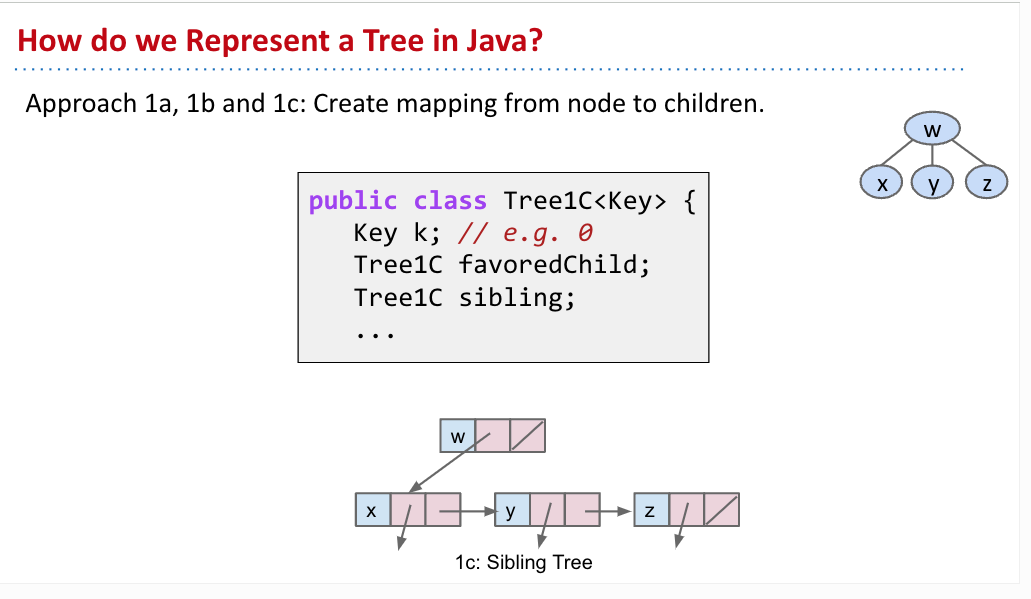 How do we Represent a Tree in Java?
Approach 1a, 1b and 1c: Create mapping from node to children.
w
x y z
public class Tree1C<Key> {
Key k; // e.g. 0
Tree1C favoredChild;
Tree1C sibling;
...
w
x y z
1c: Sibling Tree